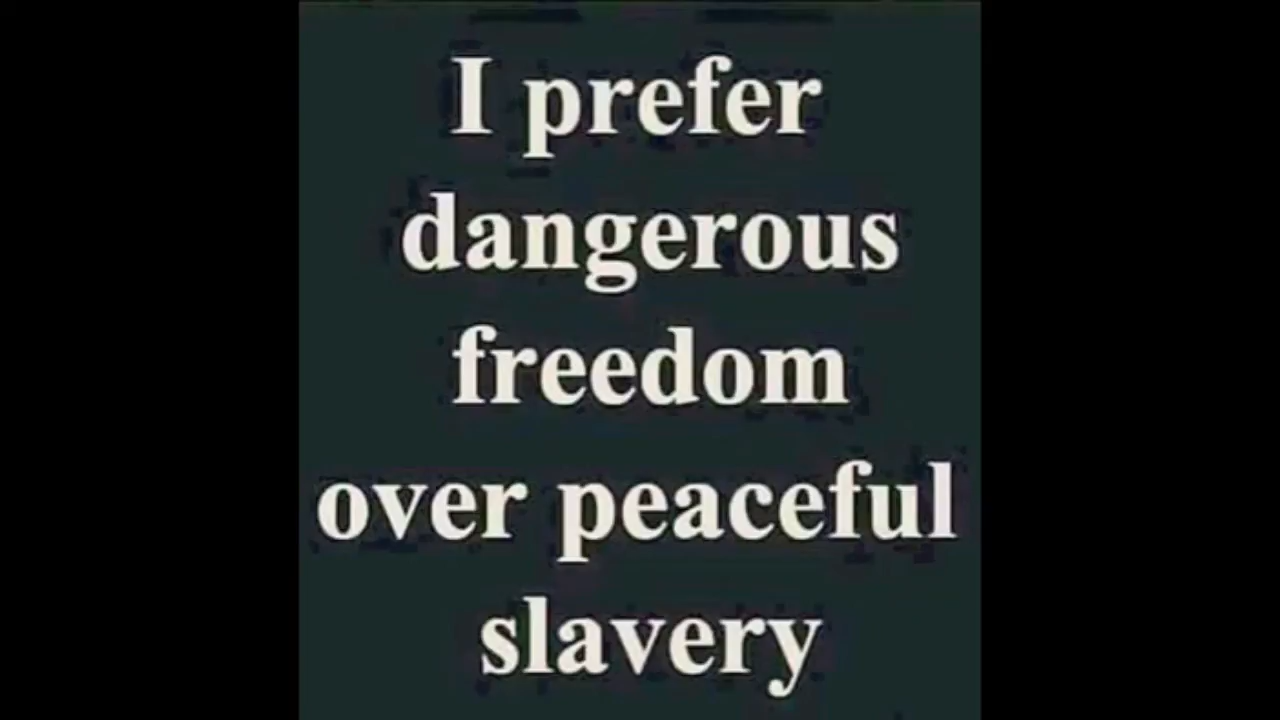 I prefer
dangerous
freedom
over peaceful
slavery